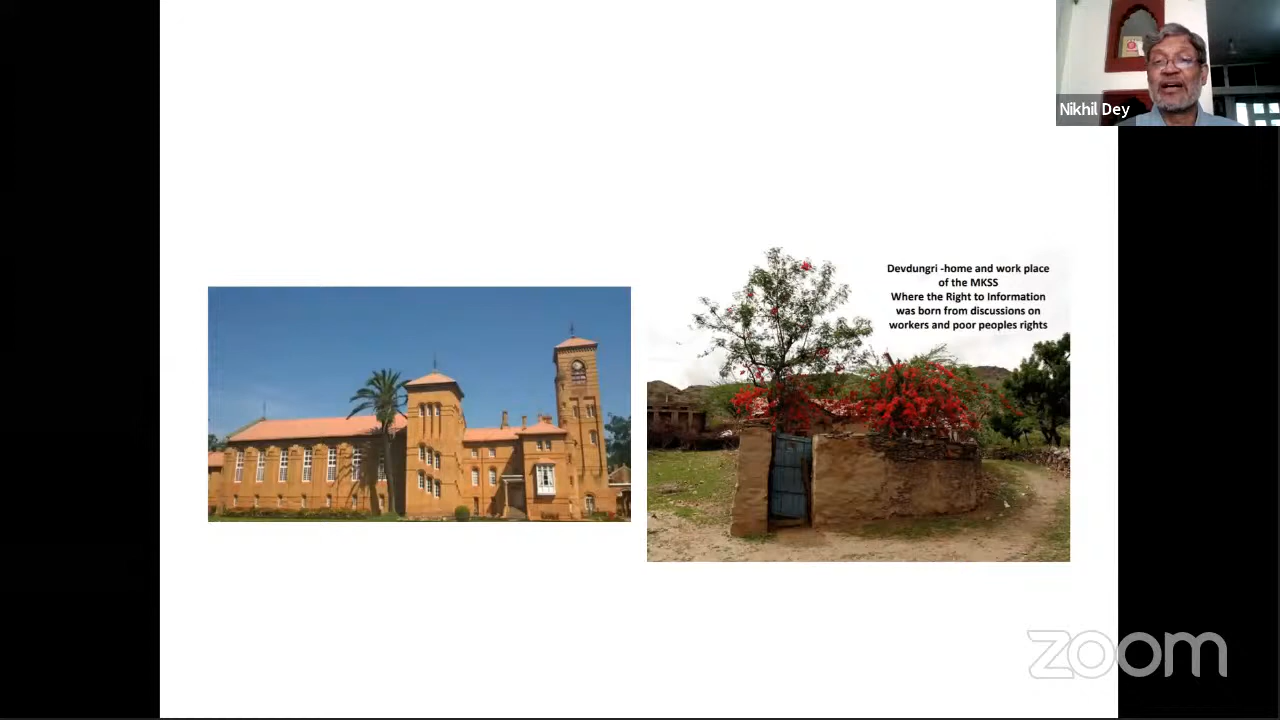 Nikhil Dey
Devdungri -home and work place
of the MKSS
Where the Right to Information
was born from discussions on
workers and poor peoples rights
zoom